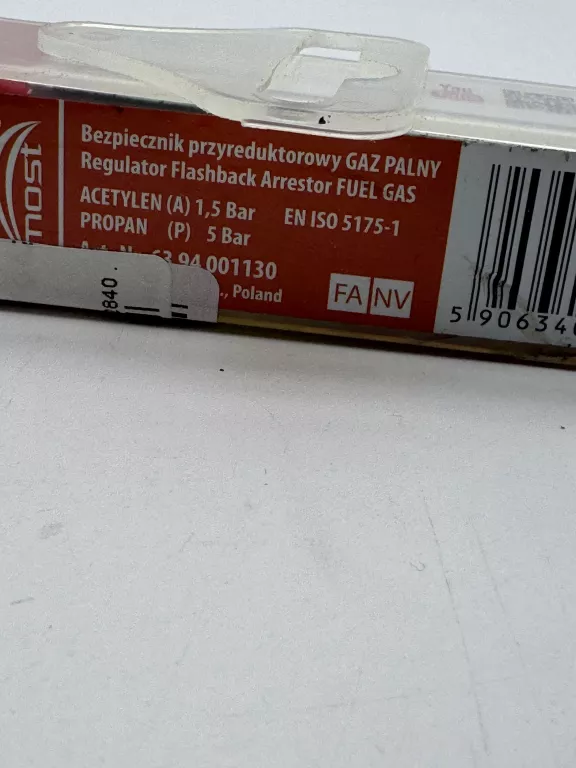 most
Bezpiecznik przyreduktorowy GAZ PALNY
Regulator Flashback Arrestor FUEL GAS
ACETYLEN (A) 1,5 Bar EN ISO 5175-1
PROPAN (P) 5 Bar
63 94 001130
., Poland
FA NV
840
5 90634